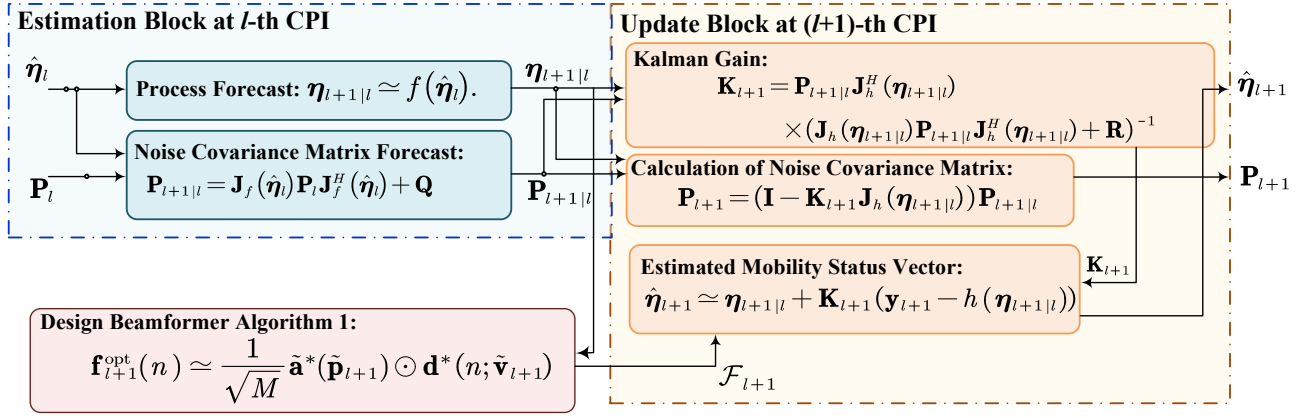 Estimation Block at l-th CPI
η̂_l
Process Forecast: η_{l+1|l} ≃ f(η̂_l).
η_{l+1|l}
Noise Covariance Matrix Forecast:
P_{l+1|l} = J_f(η̂_l)P_l J_f^H(η̂_l) + Q
P_l
P_{l+1|l}
Update Block at (l+1)-th CPI
Kalman Gain:
K_{l+1} = P_{l+1|l} J_h^H(η_{l+1|l})
×(J_h(η_{l+1|l})P_{l+1|l} J_h^H(η_{l+1|l}) + R)^{-1}
η̂_{l+1}
Calculation of Noise Covariance Matrix:
P_{l+1} = (I − K_{l+1} J_h(η_{l+1|l}))P_{l+1|l}
P_{l+1}
K_{l+1}
Estimated Mobility Status Vector:
η̂_{l+1} ≃ η_{l+1|l} + K_{l+1}(y_{l+1} − h(η_{l+1|l}))
Design Beamformer Algorithm 1:
f_{l+1}^{opt}(n) ≃ \frac{1}{\sqrt{M}} ã*(p̃_{l+1}) ⊙ d*(n; ṽ_{l+1})
ℱ_{l+1}